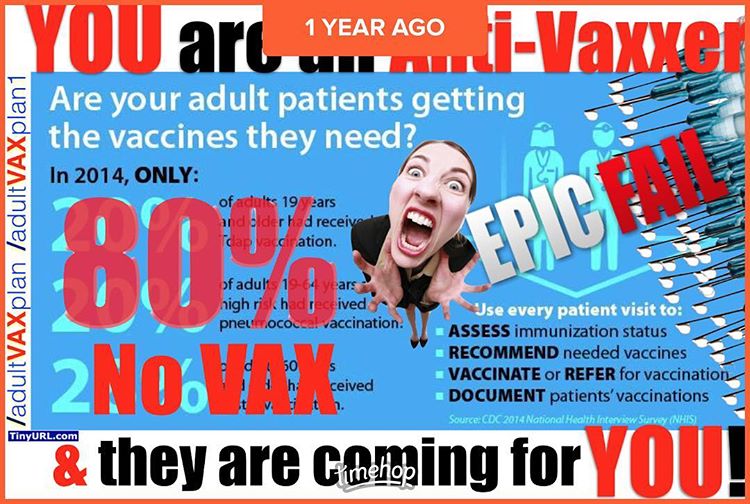 1 YEAR AGO
YOU are an Anti-Vaxxer
Are your adult patients getting
the vaccines they need?
In 2014, ONLY:
20% of adults 19 years
and older had received
Tdap vaccination.
80%
20% of adults 19-64 years
high risk had received
pneumococcal vaccination.
No VAX
EPIC FAIL
Use every patient visit to:
ASSESS immunization status
RECOMMEND needed vaccines
VACCINATE or REFER for vaccination
DOCUMENT patients' vaccinations
Source: CDC 2014 National Health Interview Survey (NHIS)
/adultVAXplan /adultVAXplan1
TinyURL.com
& they are coming for YOU!
Timehop